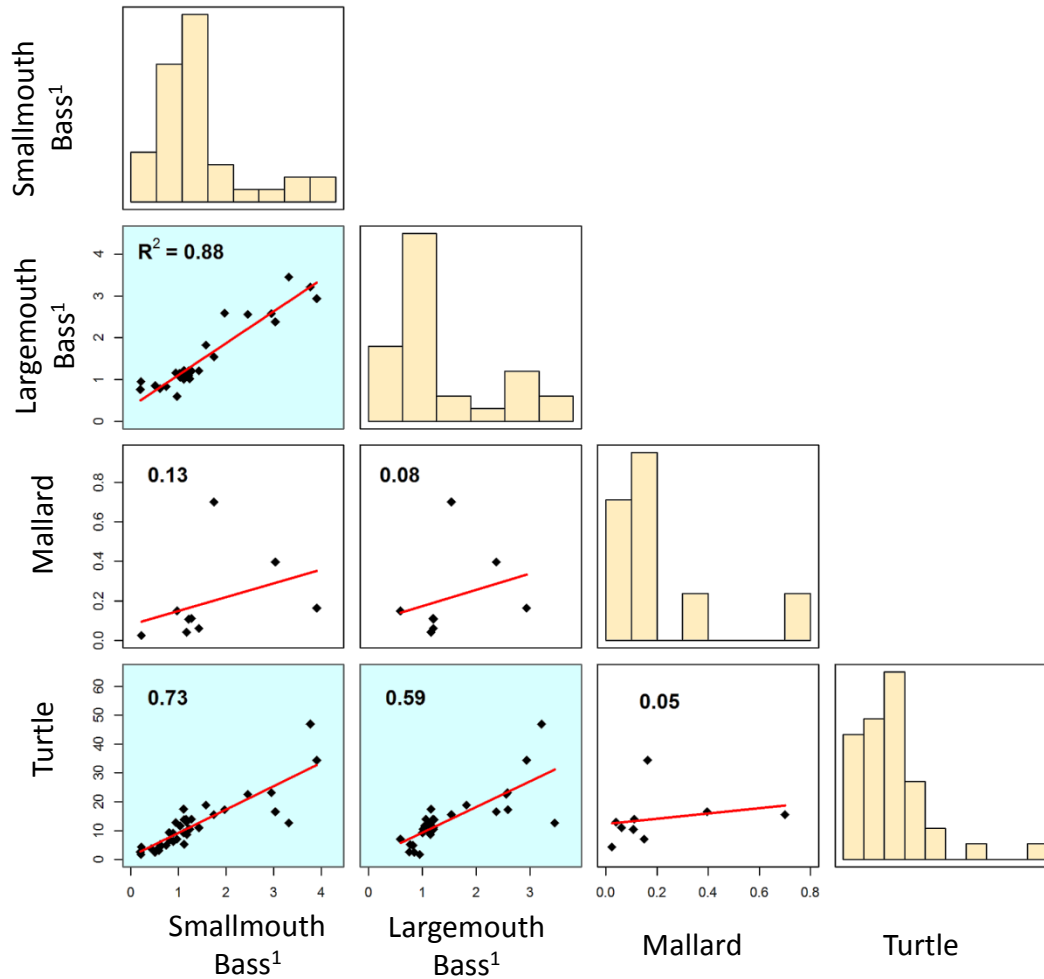 Smallmouth
Bass¹
Largemouth
Bass¹
R² = 0.88
4
3
2
1
0
Mallard
0.13
0.08
0.8
0.6
0.4
0.2
0.0
Turtle
0.73
0.59
0.05
60
50
40
30
20
10
0
0 1 2 3 4
0 1 2 3
0.0 0.2 0.4 0.6 0.8
Smallmouth
Bass¹
Largemouth
Bass¹
Mallard
Turtle